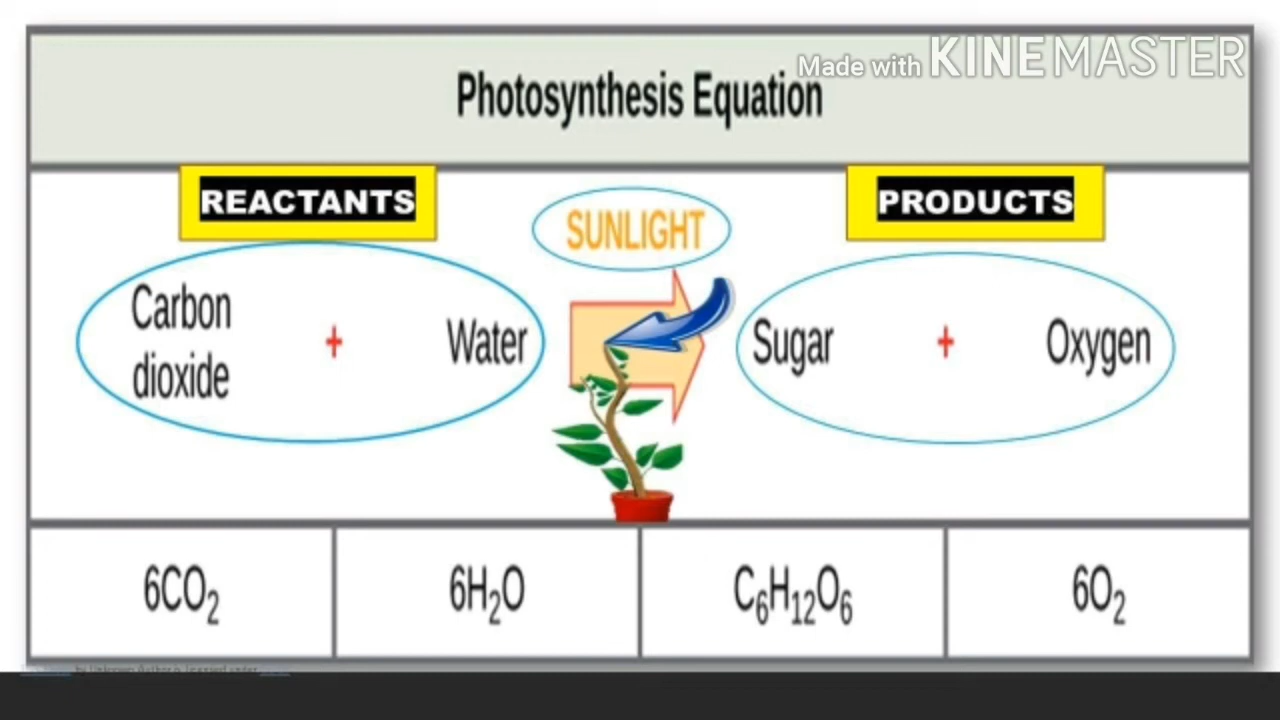 Made with KINEMASTER
Photosynthesis Equation
REACTANTS
PRODUCTS
SUNLIGHT
Carbon
dioxide
+
Water
Sugar
+
Oxygen
6CO₂
6H₂O
C₆H₁₂O₆
6O₂